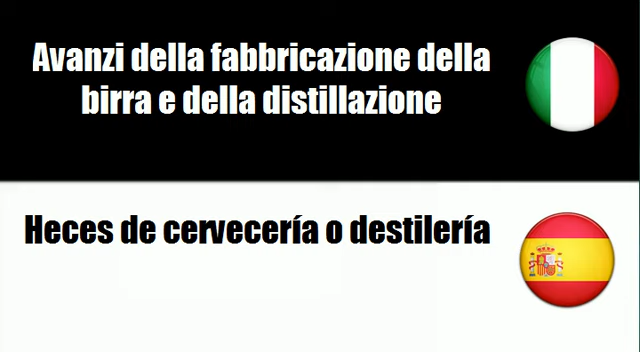 Avanzi della fabbricazione della
birra e della distillazione
Heces de cervecería o destilería